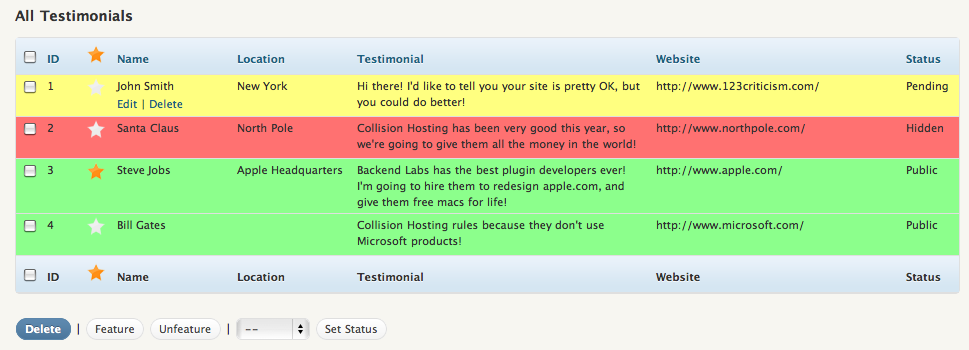 All Testimonials
ID Name Location Testimonial Website Status
1 John Smith New York Hi there! I'd like to tell you your site is pretty OK, but http://www.123criticism.com/ Pending
Edit | Delete you could do better!
2 Santa Claus North Pole Collision Hosting has been very good this year, so http://www.northpole.com/ Hidden
we're going to give them all the money in the world!
3 Steve Jobs Apple Headquarters Backend Labs has the best plugin developers ever! http://www.apple.com/ Public
I'm going to hire them to redesign apple.com, and
give them free macs for life!
4 Bill Gates Collision Hosting rules because they don't use http://www.microsoft.com/ Public
Microsoft products!
ID Name Location Testimonial Website Status
Delete | Feature Unfeature | -- Set Status